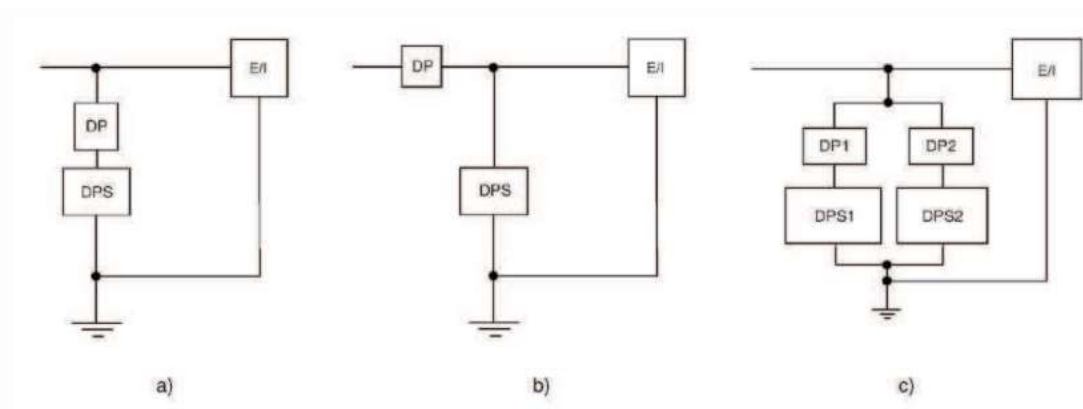 E/I
DP
DPS
a)
DP
E/I
DPS
b)
E/I
DP1 DP2
DPS1 DPS2
c)